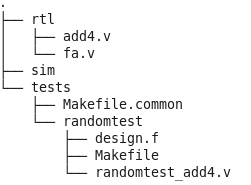 .
├── rtl
│   ├── add4.v
│   └── fa.v
├── sim
└── tests
    ├── Makefile.common
    └── randomtest
        ├── design.f
        ├── Makefile
        └── randomtest_add4.v